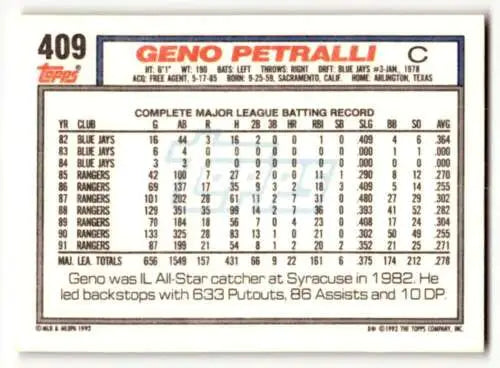 409 GENO PETRALLI C
Topps HT: 6'1" WT: 190 BATS: LEFT THROWS: RIGHT DRFT: BLUE JAYS #3-JAN., 1978
ACQ: FREE AGENT, 5-17-85 BORN: 9-25-59, SACRAMENTO, CALIF. HOME: ARLINGTON, TEXAS
COMPLETE MAJOR LEAGUE BATTING RECORD
YR CLUB G AB R H 2B 3B HR RBI SB SLG BB SO AVG
82 BLUE JAYS 16 44 3 16 2 0 0 1 0 .409 4 6 .364
83 BLUE JAYS 6 4 0 0 0 0 0 0 0 .000 1 1 .000
84 BLUE JAYS 3 3 0 0 0 0 0 0 0 .000 0 0 .000
85 RANGERS 42 100 7 27 2 0 0 11 1 .290 8 12 .270
86 RANGERS 69 137 17 35 9 3 2 18 3 .409 5 14 .255
87 RANGERS 101 202 28 61 11 2 7 31 0 .480 27 29 .302
88 RANGERS 129 351 35 99 14 2 7 36 0 .393 41 52 .282
89 RANGERS 70 184 18 56 7 0 4 23 0 .408 17 24 .304
90 RANGERS 133 325 28 83 13 1 0 21 0 .302 50 49 .255
91 RANGERS 87 199 21 54 8 1 2 20 2 .352 21 25 .271
MAJ. LEA. TOTALS 656 1549 157 431 66 9 22 161 6 .375 174 212 .278
Geno was IL All-Star catcher at Syracuse in 1982. He
led backstops with 633 Putouts, 86 Assists and 10 DP.
© MLB & MLBPA 1992 © 1992 THE TOPPS COMPANY, INC.